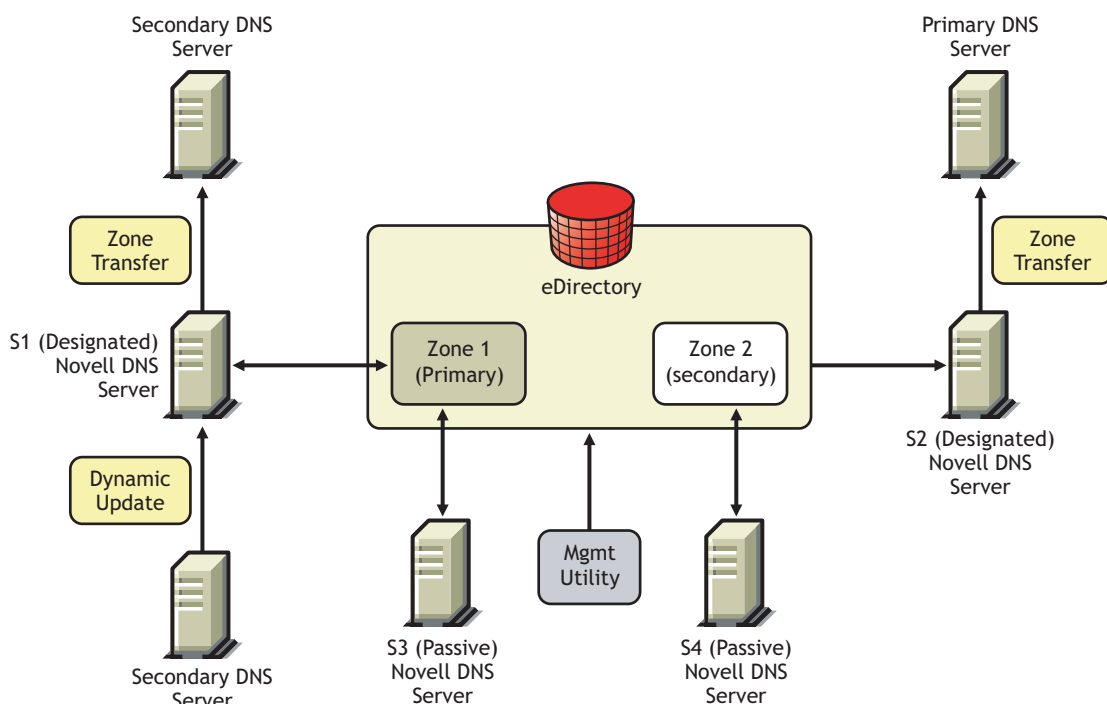 Secondary DNS
Server
Primary DNS
Server
Zone
Transfer
Zone
Transfer
eDirectory
S1 (Designated)
Novell DNS
Server
Zone 1
(Primary)
Zone 2
(secondary)
S2 (Designated)
Novell DNS
Server
Dynamic
Update
Mgmt
Utility
S3 (Passive)
Novell DNS
Server
S4 (Passive)
Novell DNS
Server
Secondary DNS
Server